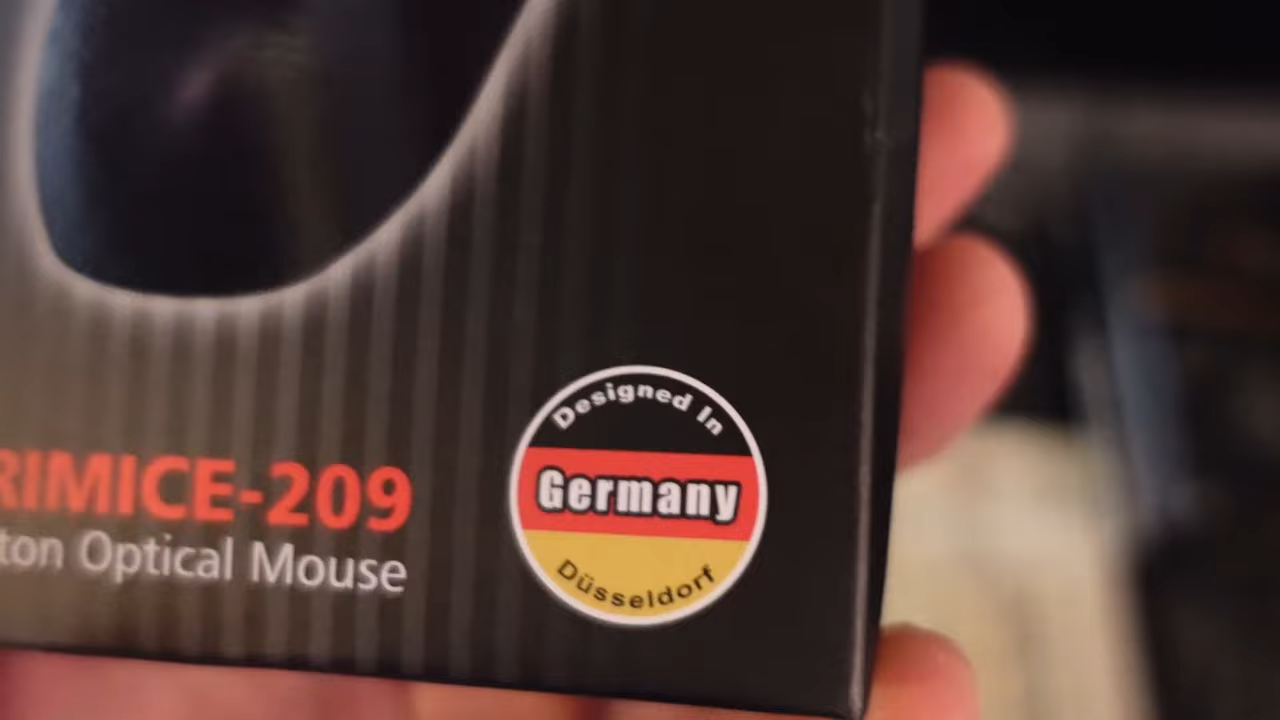 RIMICE-209
ton Optical Mouse
Designed In
Germany
Düsseldorf